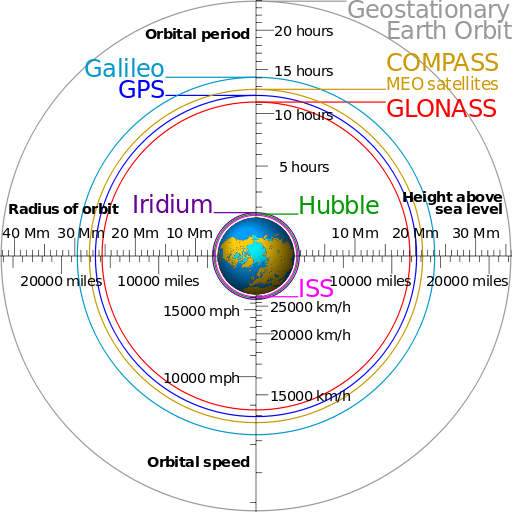 Geostationary
Earth Orbit
Orbital period
20 hours
Galileo
15 hours
COMPASS
MEO satellites
GPS
GLONASS
10 hours
5 hours
Iridium
Hubble
Height above
sea level
Radius of orbit
40 Mm 30 Mm 20 Mm 10 Mm 10 Mm 20 Mm 30 Mm
20000 miles 10000 miles 10000 miles 20000 miles
ISS
25000 km/h
15000 mph
20000 km/h
10000 mph
15000 km/h
Orbital speed